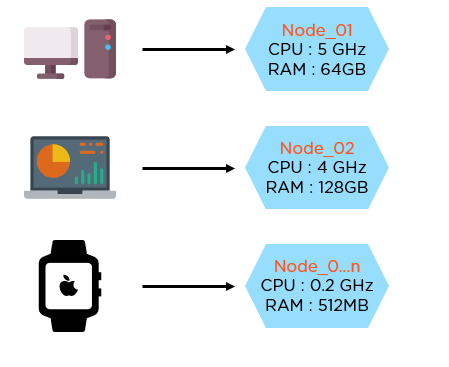 Node_01
CPU : 5 GHz
RAM : 64GB
Node_02
CPU : 4 GHz
RAM : 128GB
Node_0...n
CPU : 0.2 GHz
RAM : 512MB